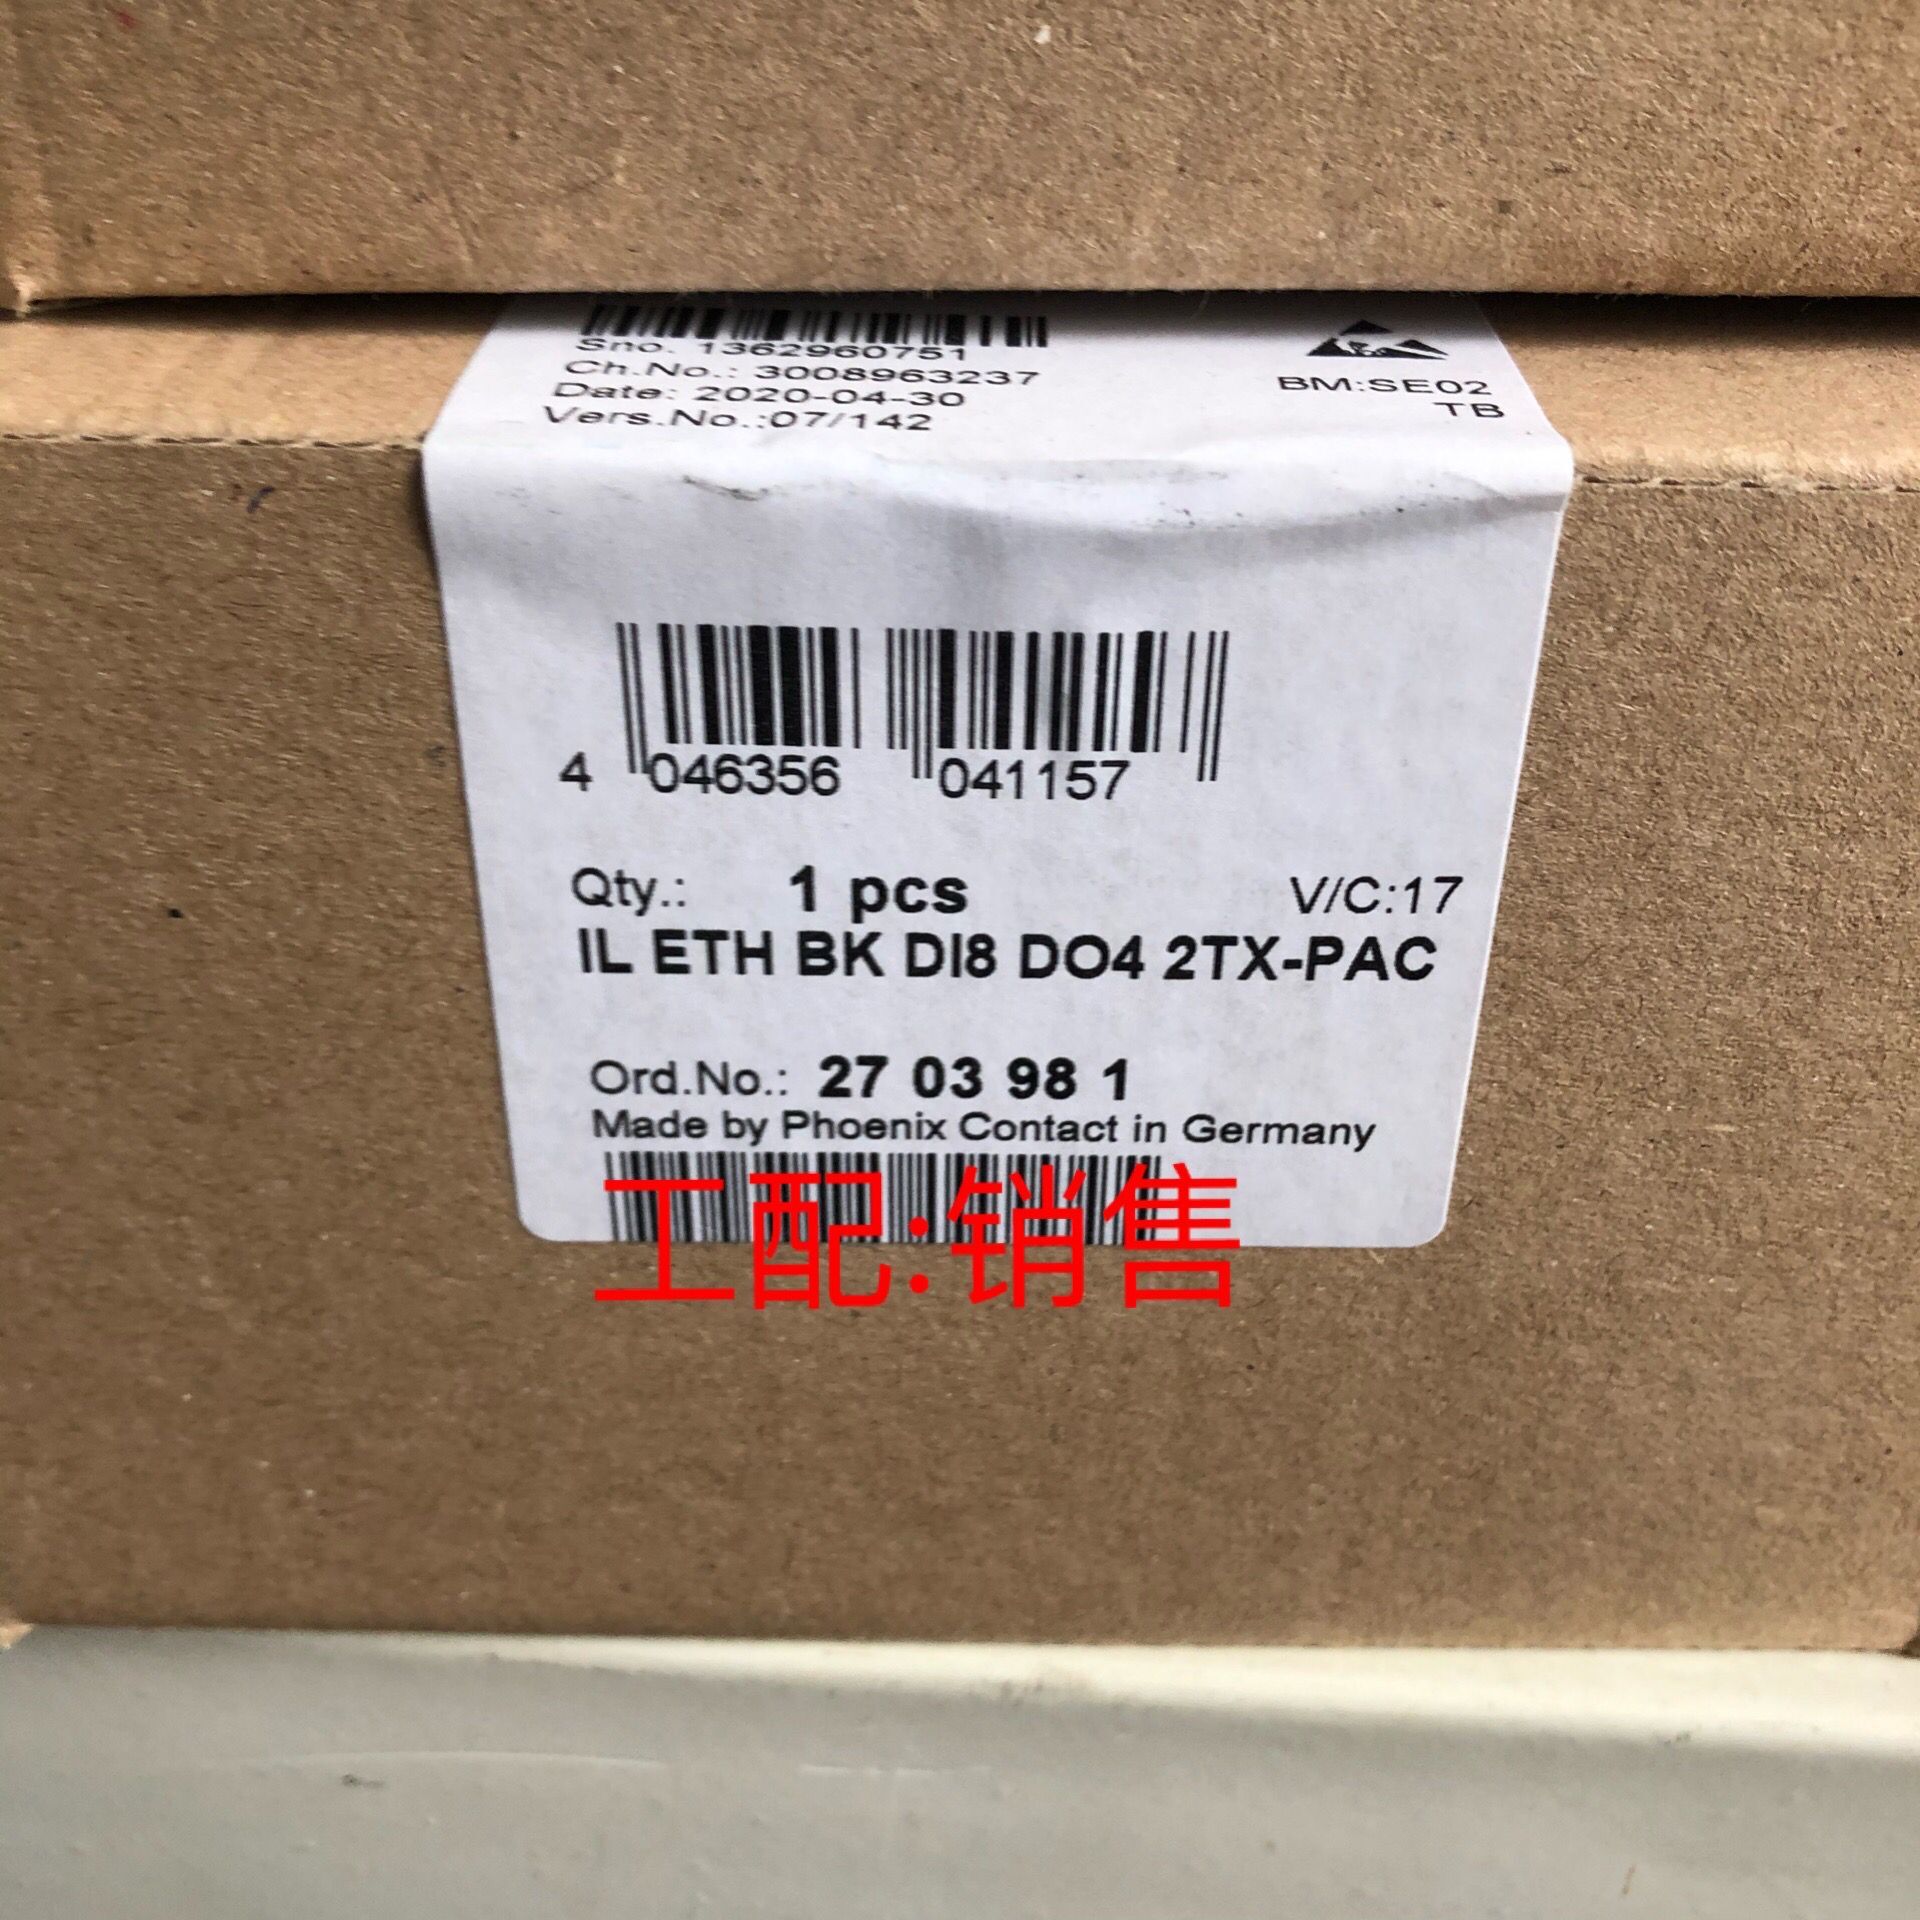 Sno. 1362960751
Ch.No.: 3008963237
Date: 2020-04-30
Vers.No.:07/142
BM:SE02
TB
4 046356 041157
Qty.: 1 pcs V/C:17
IL ETH BK DI8 DO4 2TX-PAC
Ord.No.: 27 03 98 1
Made by Phoenix Contact in Germany
工配:销售